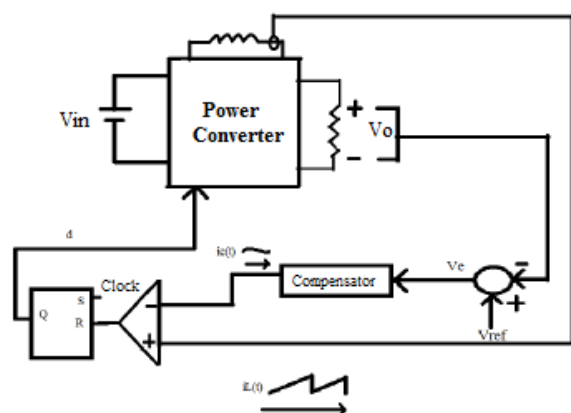 Power
Converter
Vin
+
Vo
-
d
ic(t)
Clock
S
Q
R
Compensator
Ve
-
+
Vref
-
+
iL(t)